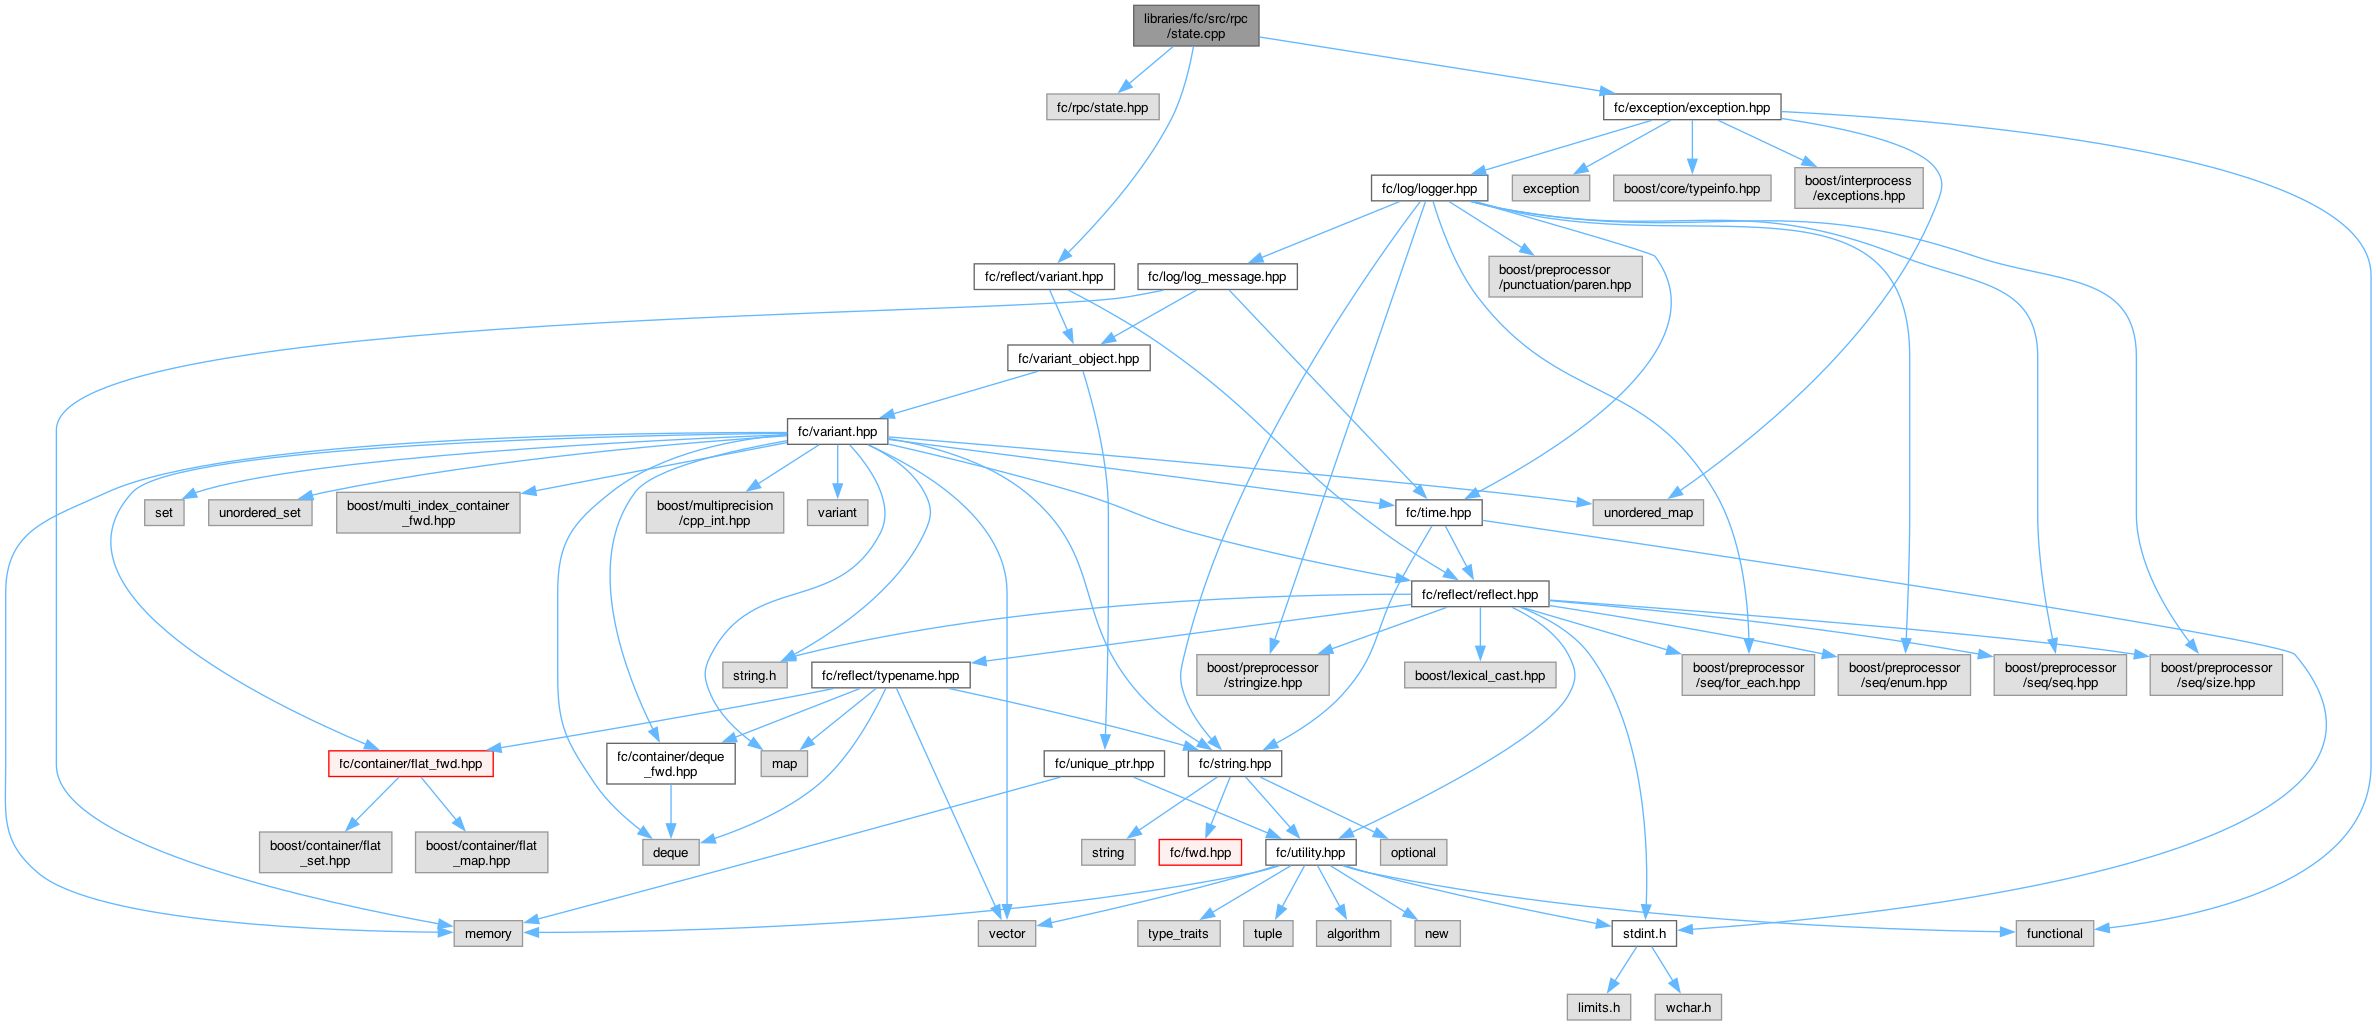 libraries/fc/src/rpc
/state.cpp
fc/rpc/state.hpp
fc/exception/exception.hpp
fc/log/logger.hpp
exception
boost/core/typeinfo.hpp
boost/interprocess
/exceptions.hpp
fc/reflect/variant.hpp
fc/log/log_message.hpp
boost/preprocessor
/punctuation/paren.hpp
fc/variant_object.hpp
fc/variant.hpp
set
unordered_set
boost/multi_index_container
_fwd.hpp
boost/multiprecision
/cpp_int.hpp
variant
fc/time.hpp
unordered_map
fc/reflect/reflect.hpp
string.h
fc/reflect/typename.hpp
boost/preprocessor
/stringize.hpp
boost/lexical_cast.hpp
boost/preprocessor
/seq/for_each.hpp
boost/preprocessor
/seq/enum.hpp
boost/preprocessor
/seq/seq.hpp
boost/preprocessor
/seq/size.hpp
fc/container/flat_fwd.hpp
fc/container/deque
_fwd.hpp
map
fc/unique_ptr.hpp
fc/string.hpp
boost/container/flat
_set.hpp
boost/container/flat
_map.hpp
deque
string
fc/fwd.hpp
fc/utility.hpp
optional
memory
vector
type_traits
tuple
algorithm
new
stdint.h
functional
limits.h
wchar.h